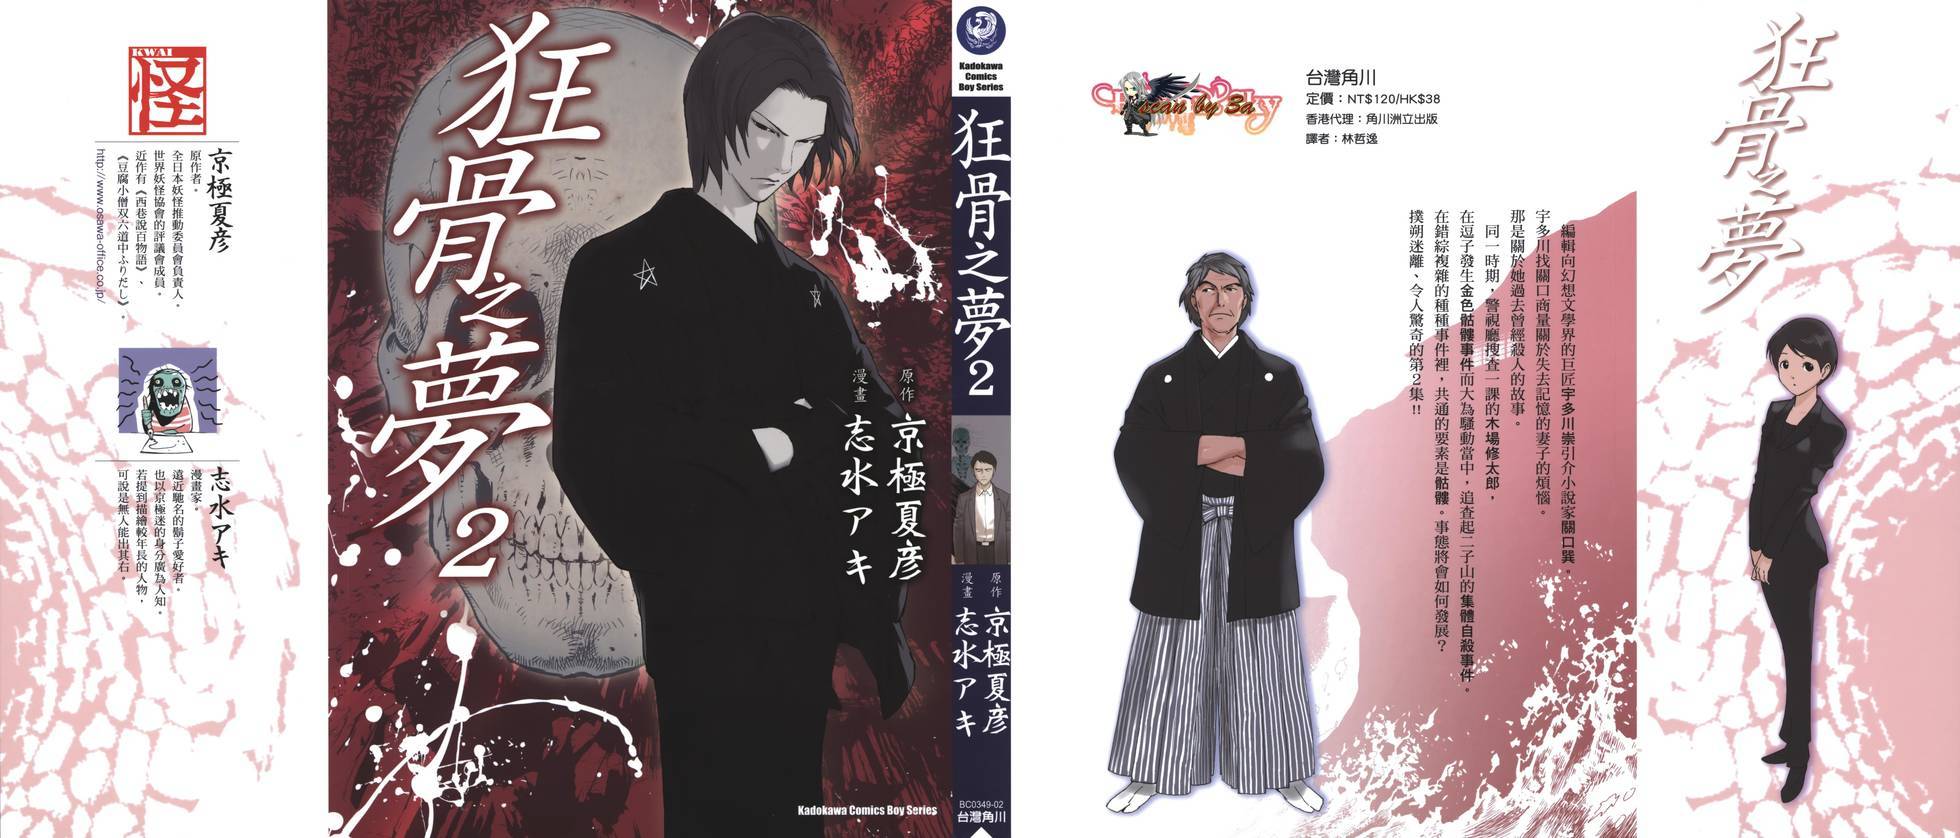 KWAI
怪
京極夏彥
原作者。
全日本妖怪推動委員會負責人。
世界妖怪協會的評議會成員。
近作有《西巷說百物語》、
《豆腐小僧双六道中ふりだし》。
http://www.osawa-office.co.jp/
志水アキ
漫畫家。
遠近馳名的鬍子愛好者。
也以京極迷的身分廣為人知。
若提到描繪較年長的人物，
可說是無人能出其右。
狂骨之夢2
原作 京極夏彥
漫畫 志水アキ
Kadokawa Comics Boy Series
Kadokawa
Comics
Boy Series
狂骨之夢2
原作 京極夏彥
漫畫 志水アキ
BC0349-02
台灣角川
scan by 3a
台灣角川
定價：NT$120/HK$38
香港代理：角川洲立出版
譯者：林哲逸
編輯向幻想文學界的巨匠宇多川崇引介小說家關口巽。
宇多川找關口商量關於失去記憶的妻子的煩惱。
那是關於她過去曾經殺人的故事。
同一時期，警視廳搜查一課的木場修太郎，
在逗子發生金色骷髏事件而大為騷動當中，追查起二子山的集體自殺事件。
在錯綜複雜的種種事件裡，共通的要素是骷髏。事態將會如何發展？
撲朔迷離、令人驚奇的第2集!!
狂骨之夢